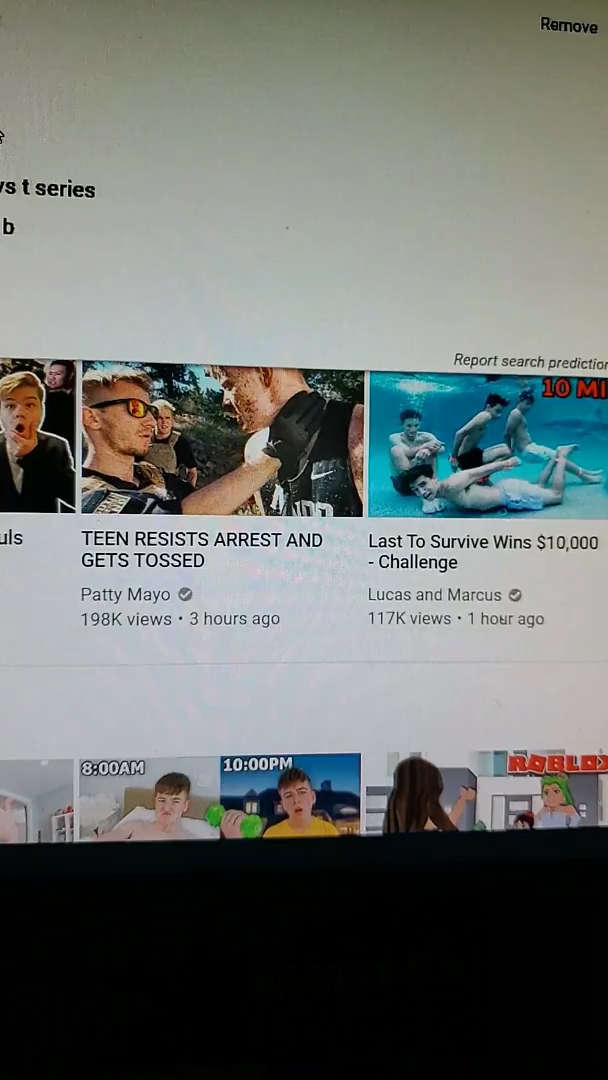 Remove
vs t series
b
Report search prediction
10 MI
uls
TEEN RESISTS ARREST AND
GETS TOSSED
Patty Mayo
198K views • 3 hours ago
Last To Survive Wins $10,000
- Challenge
Lucas and Marcus
117K views • 1 hour ago
8:00AM
10:00PM
ROBLOX